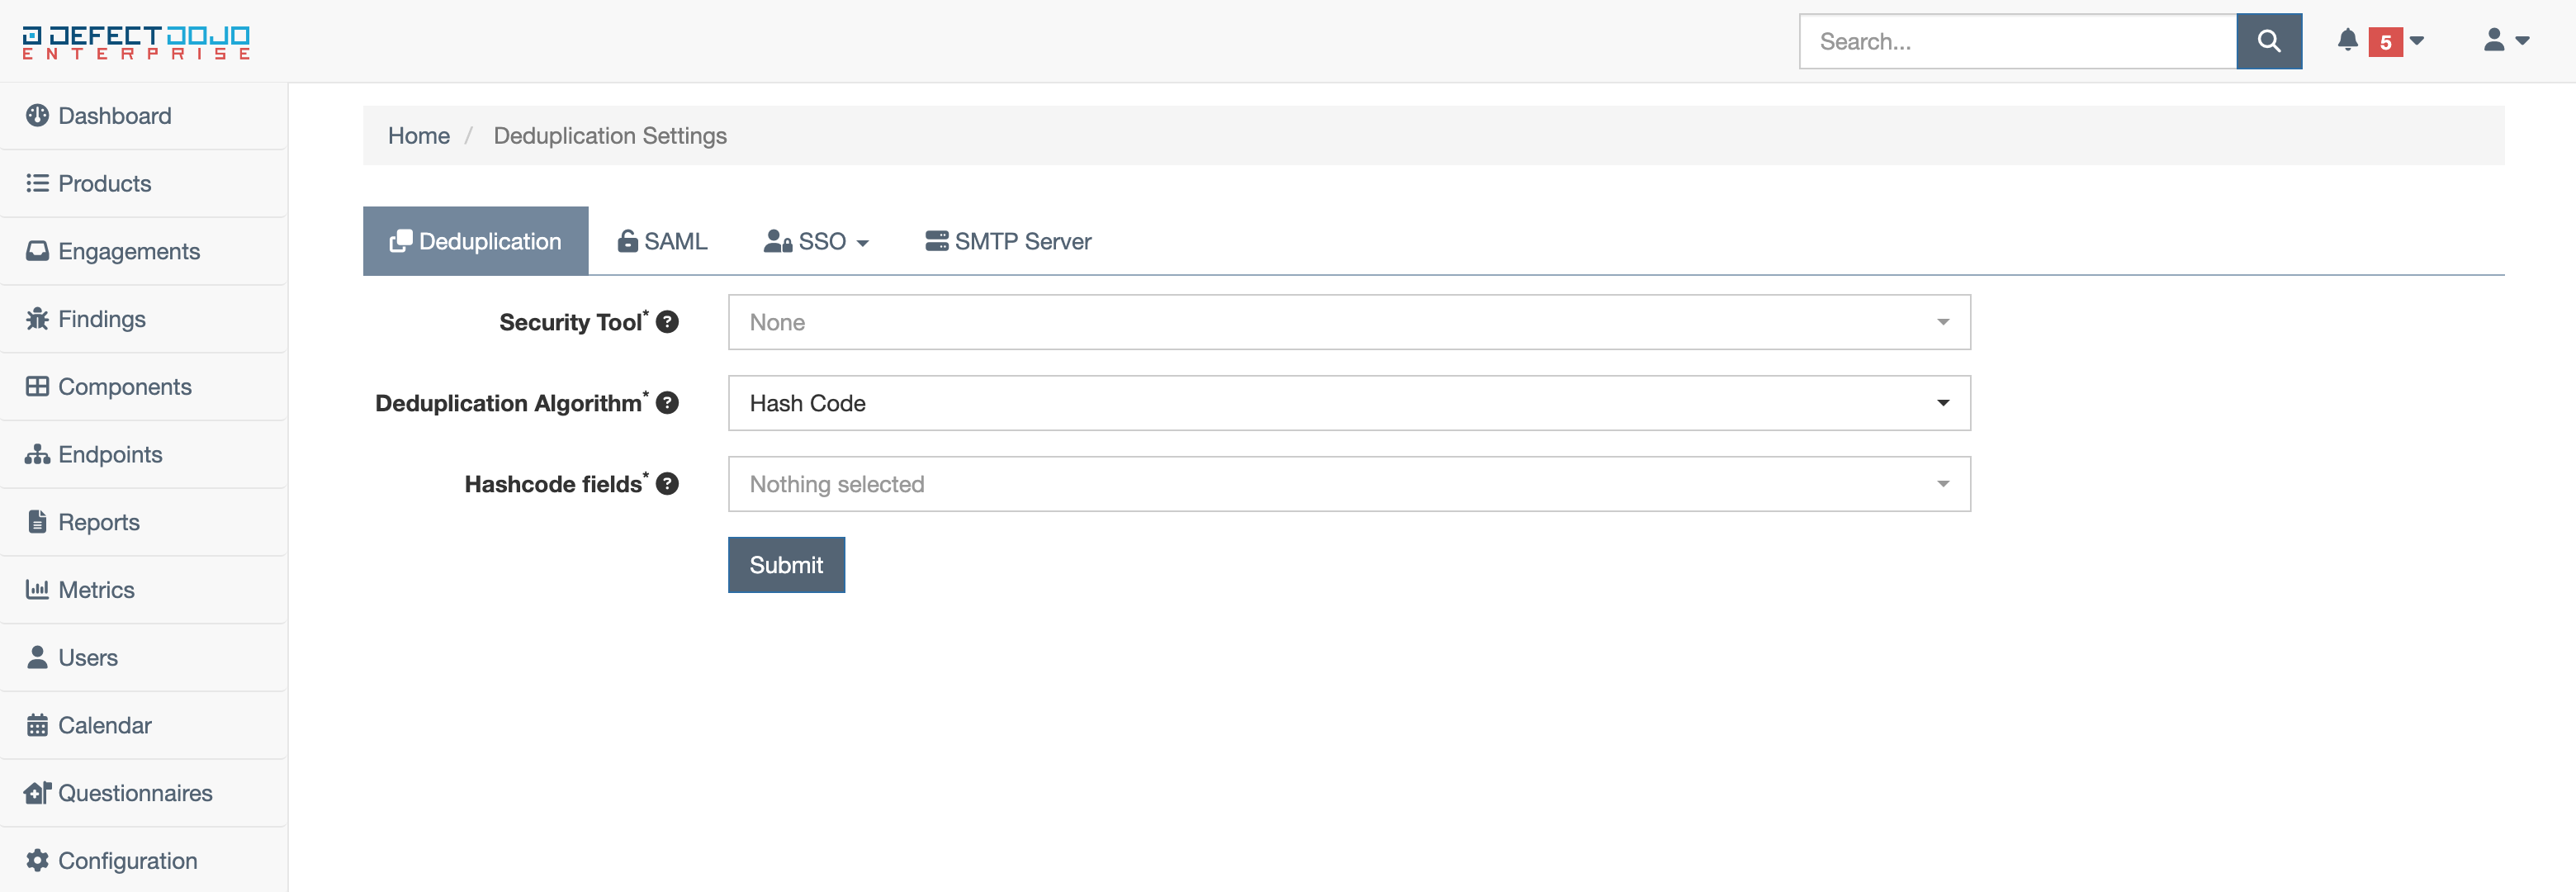 DEFECTDOJO
ENTERPRISE
Search...
5
Dashboard
Products
Engagements
Findings
Components
Endpoints
Reports
Metrics
Users
Calendar
Questionnaires
Configuration
Home / Deduplication Settings
Deduplication SAML SSO SMTP Server
Security Tool* ? None
Deduplication Algorithm* ? Hash Code
Hashcode fields* ? Nothing selected
Submit